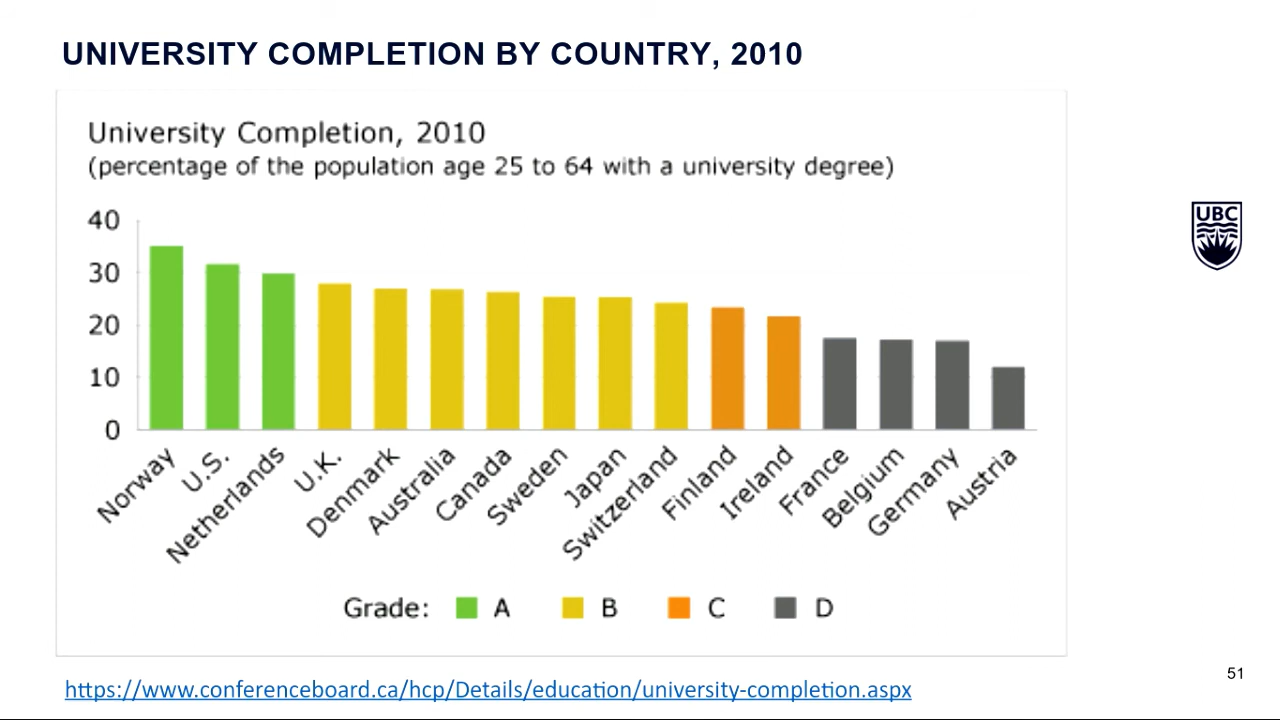 UNIVERSITY COMPLETION BY COUNTRY, 2010
University Completion, 2010
(percentage of the population age 25 to 64 with a university degree)
40
30
20
10
0
Norway
U.S.
Netherlands
U.K.
Denmark
Australia
Canada
Sweden
Japan
Switzerland
Finland
Ireland
France
Belgium
Germany
Austria
Grade: A B C D
UBC
https://www.conferenceboard.ca/hcp/Details/education/university-completion.aspx
51